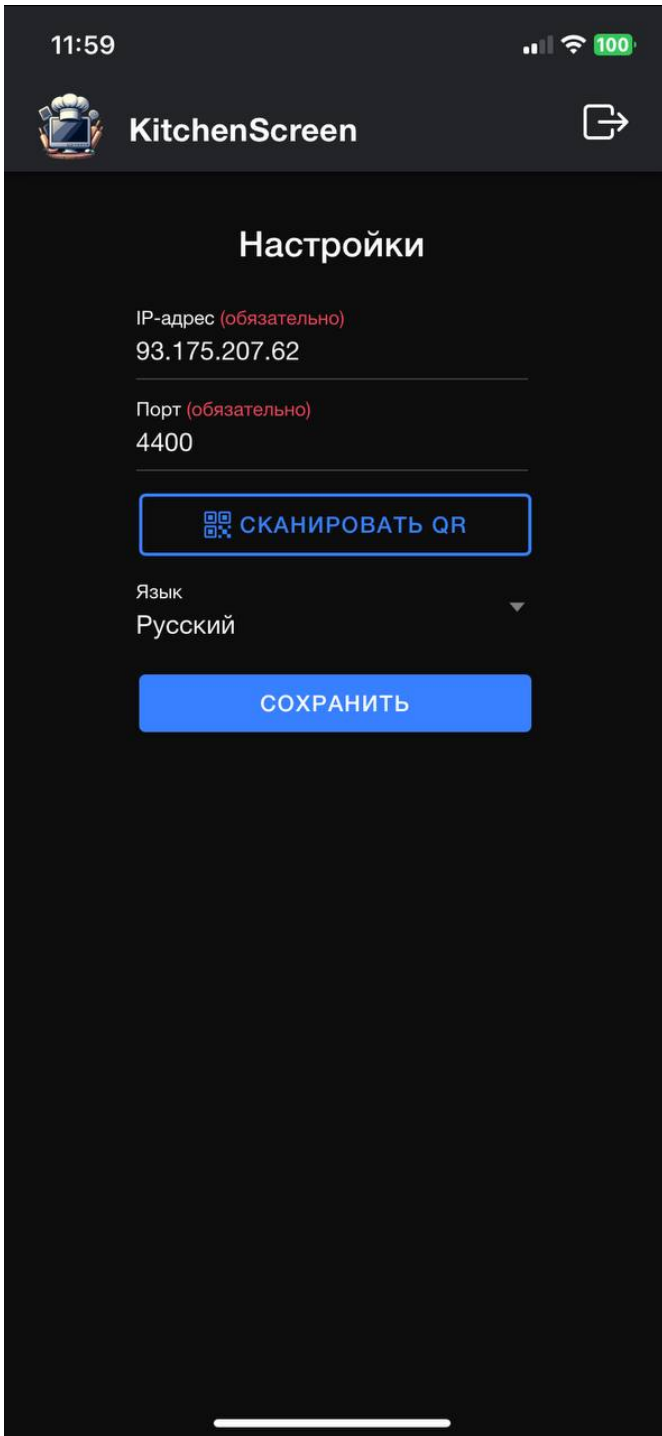 11:59
100
KitchenScreen
Настройки
IP-адрес (обязательно)
93.175.207.62
Порт (обязательно)
4400
СКАНИРОВАТЬ QR
Язык
Русский
СОХРАНИТЬ